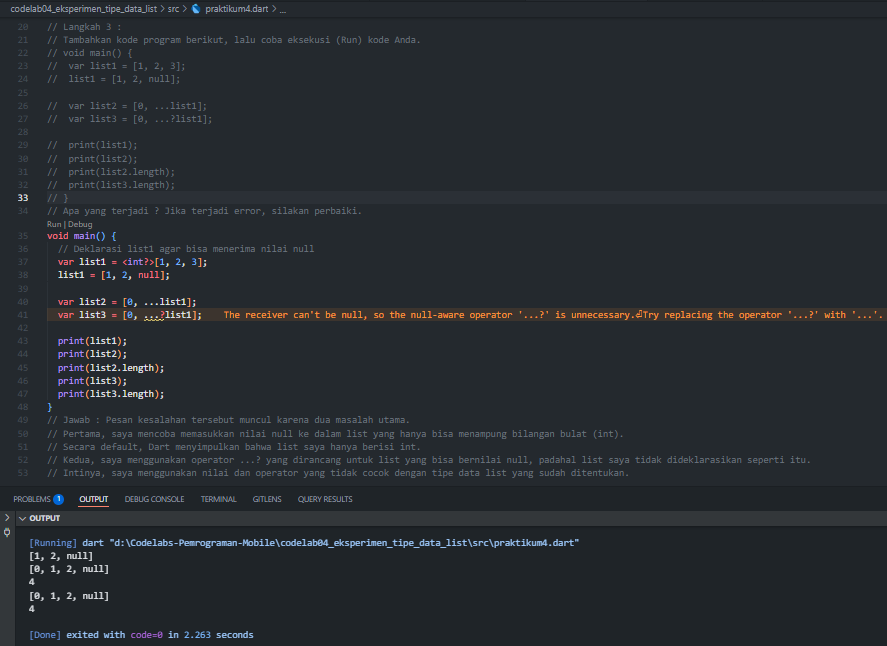 codelab04_eksperimen_tipe_data_list > src > praktikum4.dart > ...
20 // Langkah 3 :
21 // Tambahkan kode program berikut, lalu coba eksekusi (Run) kode Anda.
22 // void main() {
23 //  var list1 = [1, 2, 3];
24 //  list1 = [1, 2, null];
25
26 //  var list2 = [0, ...list1];
27 //  var list3 = [0, ...?list1];
28
29 //  print(list1);
30 //  print(list2);
31 //  print(list2.length);
32 //  print(list3.length);
33 // }
34 // Apa yang terjadi ? Jika terjadi error, silakan perbaiki.
Run | Debug
35 void main() {
36   // Deklarasi list1 agar bisa menerima nilai null
37   var list1 = <int?>[1, 2, 3];
38   list1 = [1, 2, null];
39
40   var list2 = [0, ...list1];
41   var list3 = [0, ...?list1];    The receiver can't be null, so the null-aware operator '...?' is unnecessary.⏎Try replacing the operator '...?' with '...'.
42
43   print(list1);
44   print(list2);
45   print(list2.length);
46   print(list3);
47   print(list3.length);
48 }
49 // Jawab : Pesan kesalahan tersebut muncul karena dua masalah utama.
50 // Pertama, saya mencoba memasukkan nilai null ke dalam list yang hanya bisa menampung bilangan bulat (int).
51 // Secara default, Dart menyimpulkan bahwa list saya hanya berisi int.
52 // Kedua, saya menggunakan operator ...? yang dirancang untuk list yang bisa bernilai null, padahal list saya tidak dideklarasikan seperti itu.
53 // Intinya, saya menggunakan nilai dan operator yang tidak cocok dengan tipe data list yang sudah ditentukan.
PROBLEMS 1 OUTPUT DEBUG CONSOLE TERMINAL GITLENS QUERY RESULTS
OUTPUT
[Running] dart "d:\Codelabs-Pemrograman-Mobile\codelab04_eksperimen_tipe_data_list\src\praktikum4.dart"
[1, 2, null]
[0, 1, 2, null]
4
[0, 1, 2, null]
4
[Done] exited with code=0 in 2.263 seconds